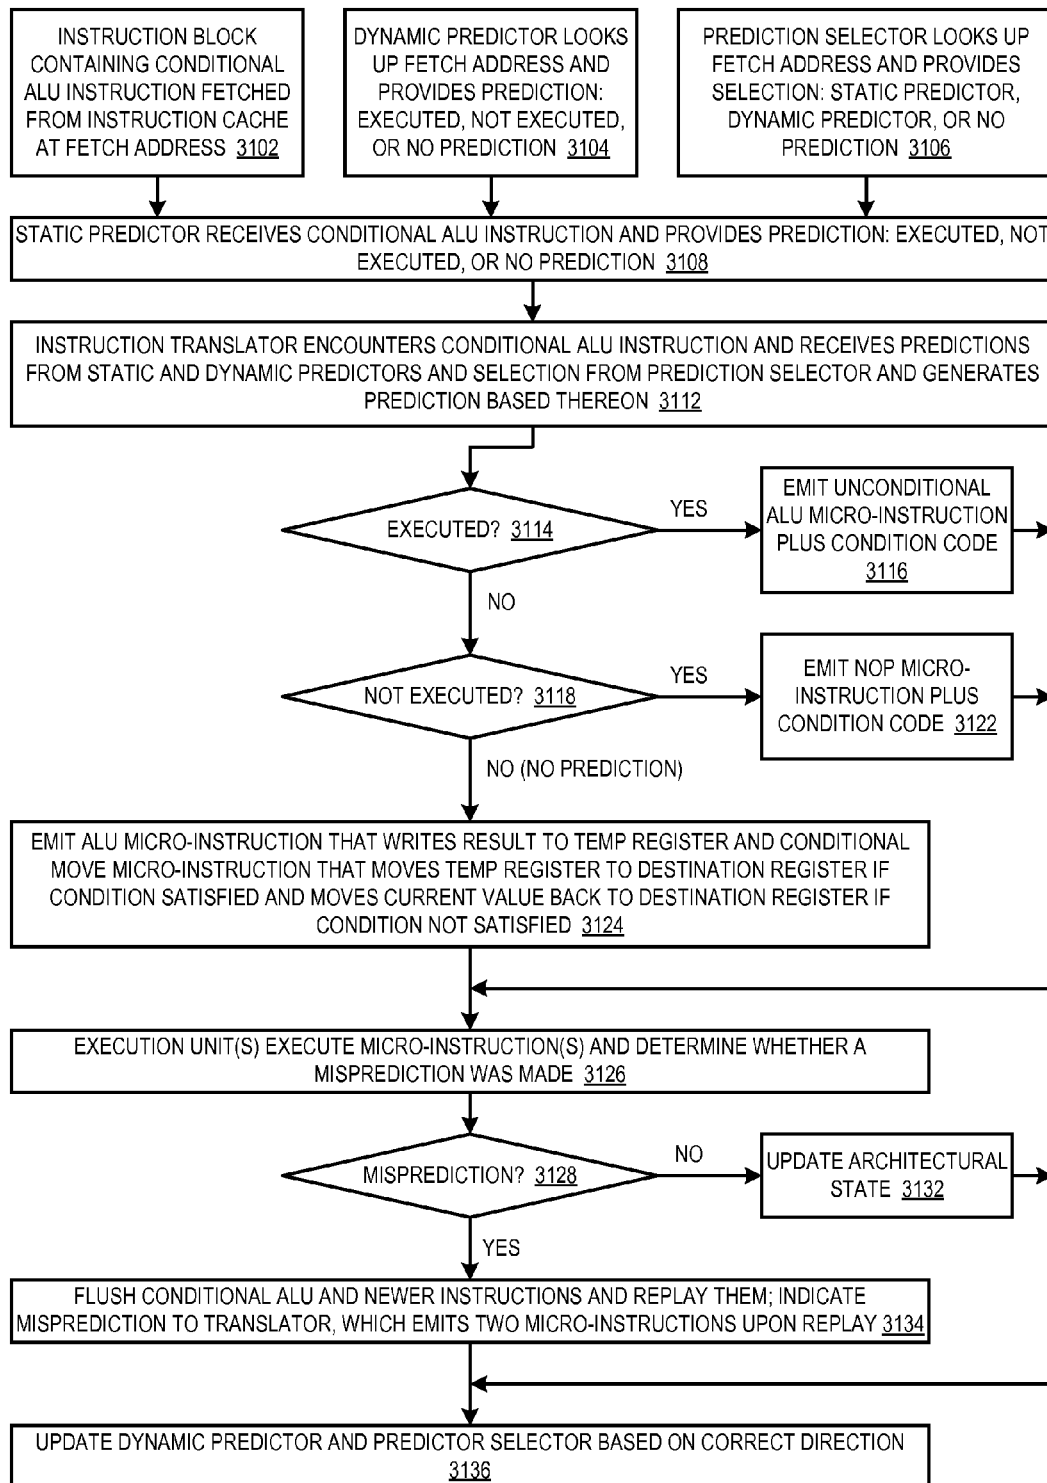 INSTRUCTION BLOCK
CONTAINING CONDITIONAL
ALU INSTRUCTION FETCHED
FROM INSTRUCTION CACHE
AT FETCH ADDRESS 3102
DYNAMIC PREDICTOR LOOKS
UP FETCH ADDRESS AND
PROVIDES PREDICTION:
EXECUTED, NOT EXECUTED,
OR NO PREDICTION 3104
PREDICTION SELECTOR LOOKS UP
FETCH ADDRESS AND PROVIDES
SELECTION: STATIC PREDICTOR,
DYNAMIC PREDICTOR, OR NO
PREDICTION 3106
STATIC PREDICTOR RECEIVES CONDITIONAL ALU INSTRUCTION AND PROVIDES PREDICTION: EXECUTED, NOT
EXECUTED, OR NO PREDICTION 3108
INSTRUCTION TRANSLATOR ENCOUNTERS CONDITIONAL ALU INSTRUCTION AND RECEIVES PREDICTIONS
FROM STATIC AND DYNAMIC PREDICTORS AND SELECTION FROM PREDICTION SELECTOR AND GENERATES
PREDICTION BASED THEREON 3112
EXECUTED? 3114
YES
EMIT UNCONDITIONAL
ALU MICRO-INSTRUCTION
PLUS CONDITION CODE
3116
NO
NOT EXECUTED? 3118
YES
EMIT NOP MICRO-
INSTRUCTION PLUS
CONDITION CODE 3122
NO (NO PREDICTION)
EMIT ALU MICRO-INSTRUCTION THAT WRITES RESULT TO TEMP REGISTER AND CONDITIONAL
MOVE MICRO-INSTRUCTION THAT MOVES TEMP REGISTER TO DESTINATION REGISTER IF
CONDITION SATISFIED AND MOVES CURRENT VALUE BACK TO DESTINATION REGISTER IF
CONDITION NOT SATISFIED 3124
EXECUTION UNIT(S) EXECUTE MICRO-INSTRUCTION(S) AND DETERMINE WHETHER A
MISPREDICTION WAS MADE 3126
MISPREDICTION? 3128
NO
UPDATE ARCHITECTURAL
STATE 3132
YES
FLUSH CONDITIONAL ALU AND NEWER INSTRUCTIONS AND REPLAY THEM; INDICATE
MISPREDICTION TO TRANSLATOR, WHICH EMITS TWO MICRO-INSTRUCTIONS UPON REPLAY 3134
UPDATE DYNAMIC PREDICTOR AND PREDICTOR SELECTOR BASED ON CORRECT DIRECTION
3136